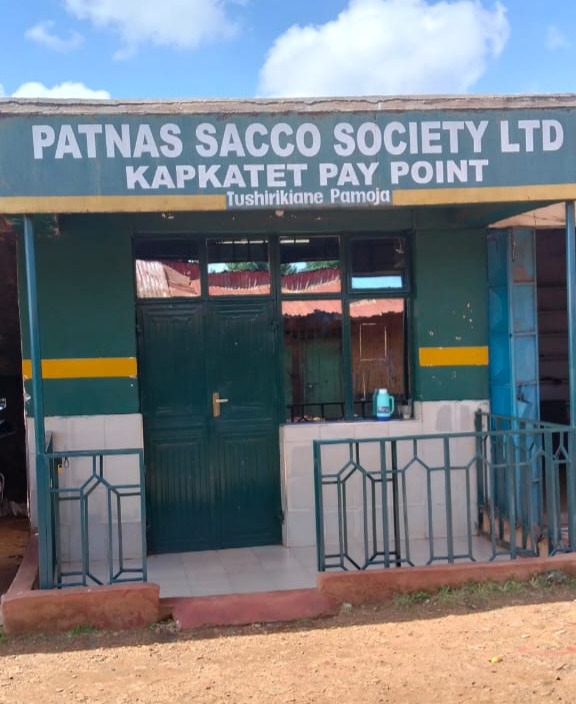 PATNAS SACCO SOCIETY LTD
KAPKATET PAY POINT
Tushirikiane Pamoja